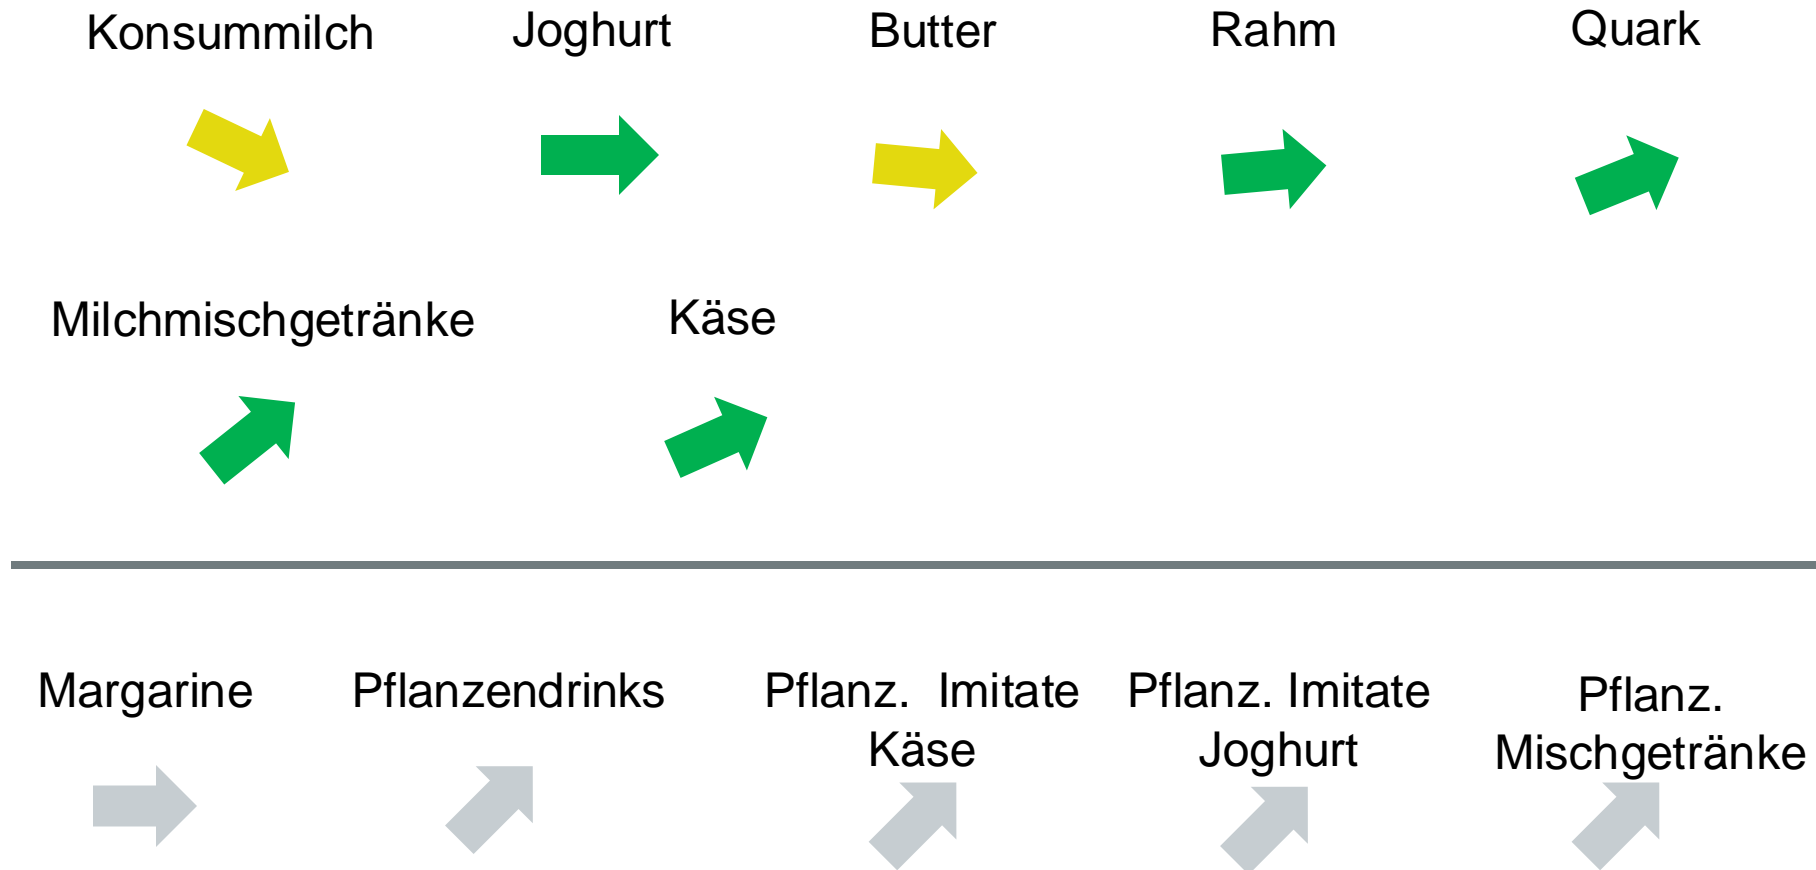 Konsummilch
Joghurt
Butter
Rahm
Quark
Milchmischgetränke
Käse
Margarine
Pflanzendrinks
Pflanz. Imitate
Käse
Pflanz. Imitate
Joghurt
Pflanz.
Mischgetränke